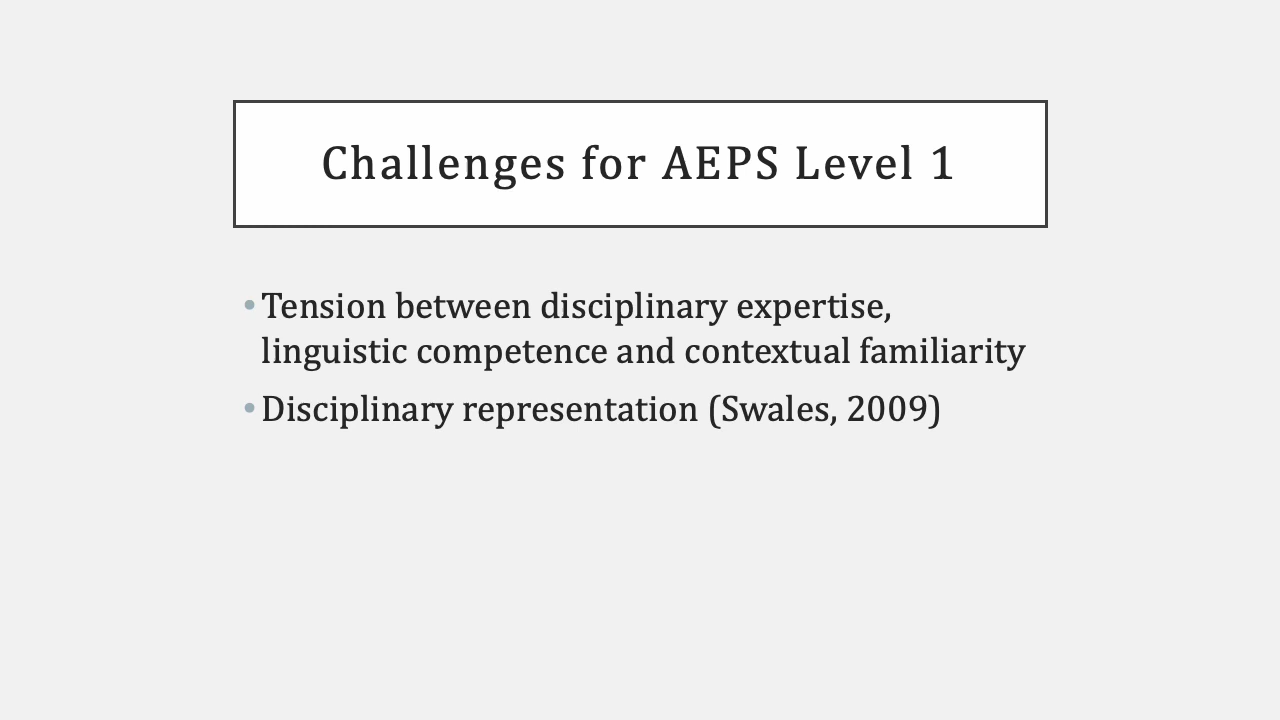 Challenges for AEPS Level 1
• Tension between disciplinary expertise,
linguistic competence and contextual familiarity
• Disciplinary representation (Swales, 2009)